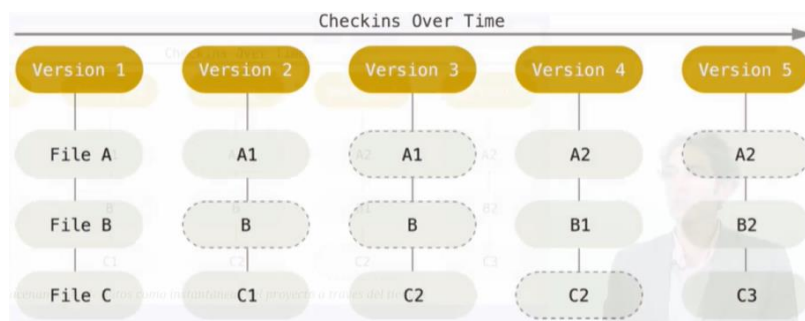 Checkins Over Time
Version 1 Version 2 Version 3 Version 4 Version 5
File A A1 A1 A2 A2
File B B B B1 B2
File C C1 C2 C2 C3